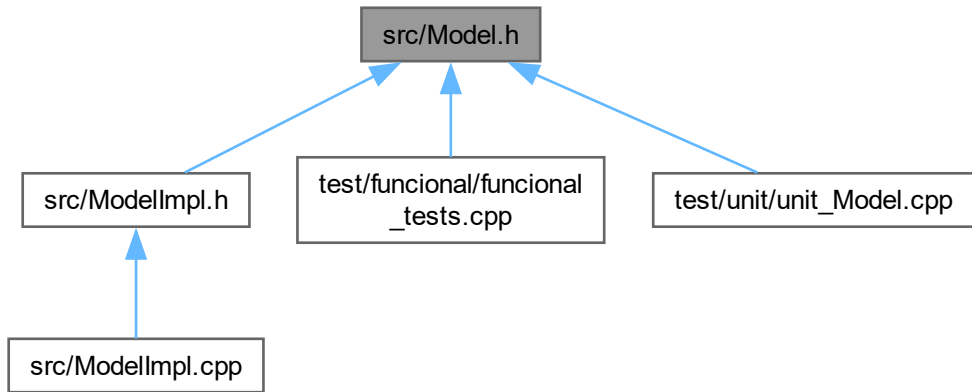 src/Model.h
src/ModelImpl.h
test/funcional/funcional
_tests.cpp
test/unit/unit_Model.cpp
src/ModelImpl.cpp